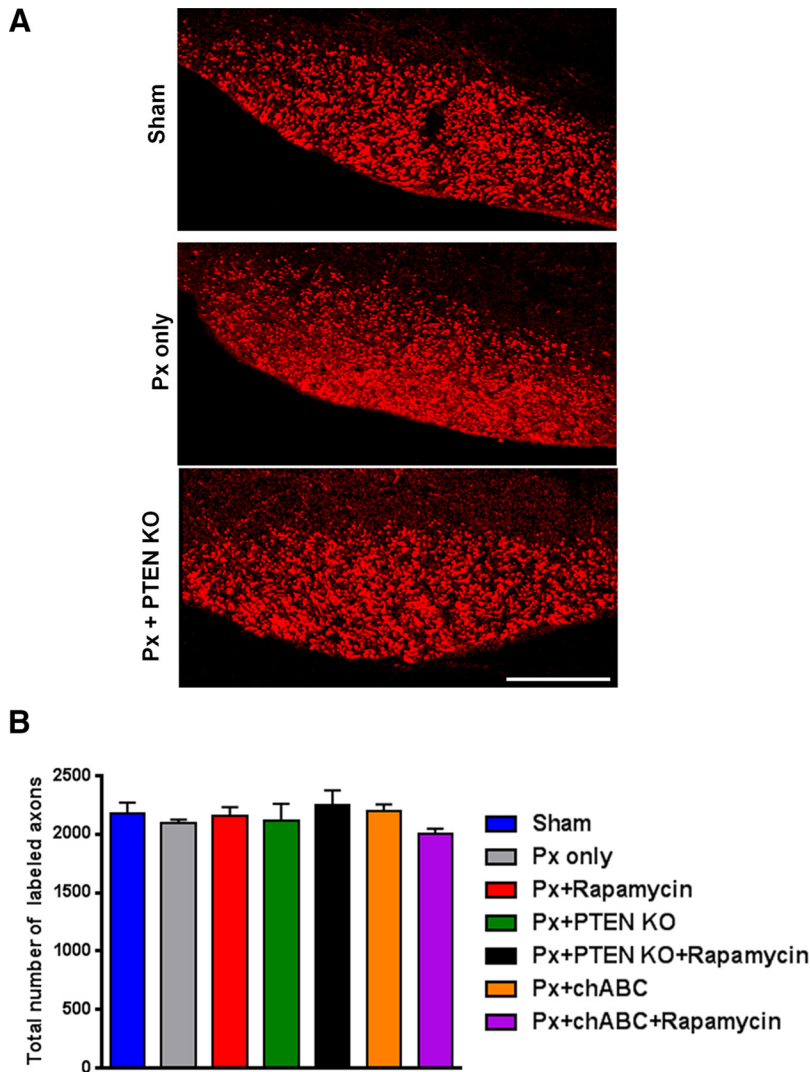 A
Sham
Px only
Px + PTEN KO
B
Total number of labeled axons
2500
2000
1500
1000
500
0
Sham
Px only
Px+Rapamycin
Px+PTEN KO
Px+PTEN KO+Rapamycin
Px+chABC
Px+chABC+Rapamycin